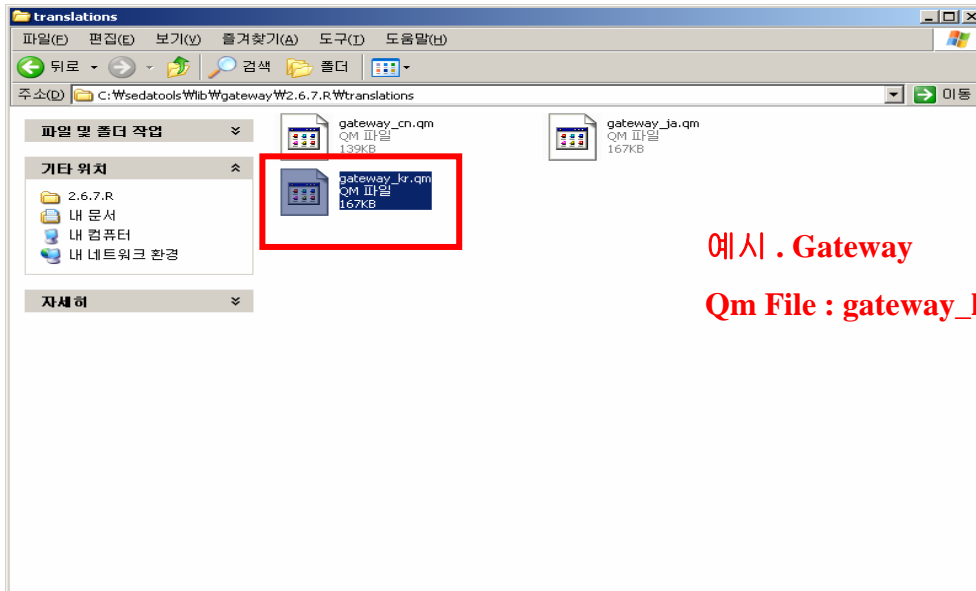 translations
파일(F) 편집(E) 보기(V) 즐겨찾기(A) 도구(T) 도움말(H)
뒤로 검색 폴더
주소(D) C:₩sedatools₩lib₩gateway₩2.6.7.R₩translations 이동
파일 및 폴더 작업
기타 위치
2.6.7.R
내 문서
내 컴퓨터
내 네트워크 환경
자세히
gateway_cn.qm
QM 파일
139KB
gateway_ja.qm
QM 파일
167KB
gateway_kr.qm
QM 파일
167KB
예시 . Gateway
Qm File : gateway_